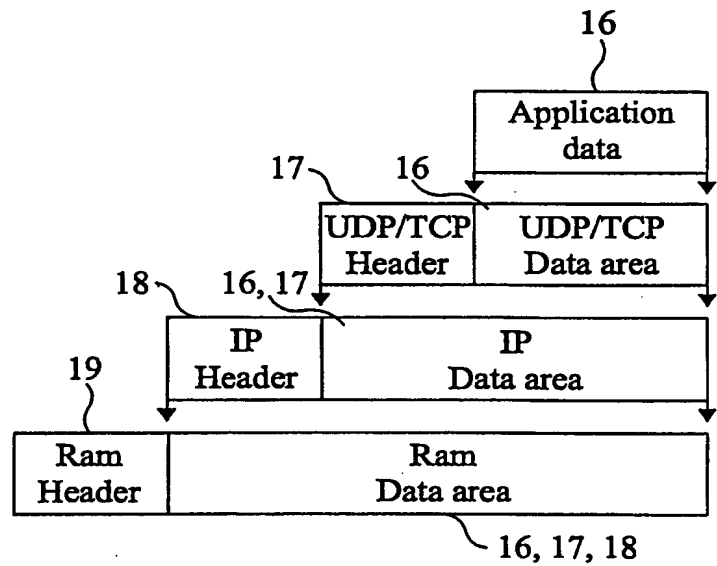 16
Application
data
17
16
UDP/TCP
Header
UDP/TCP
Data area
18
16, 17
IP
Header
IP
Data area
19
Ram
Header
Ram
Data area
16, 17, 18